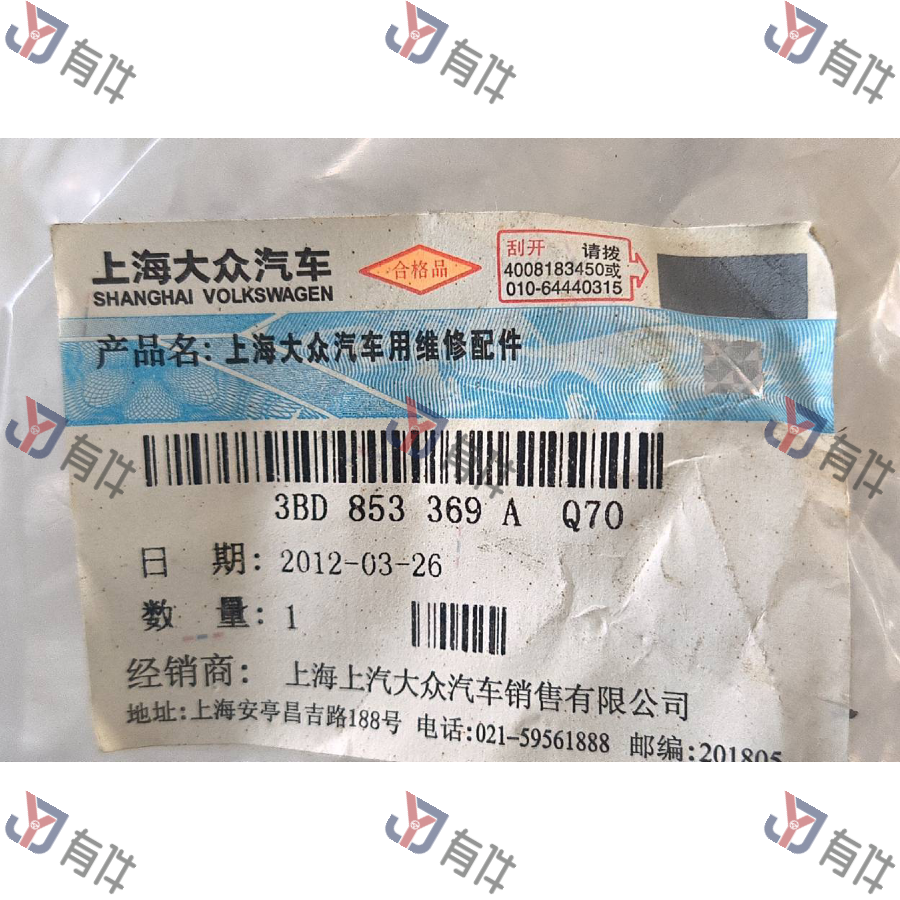 有件 有件 有件
上海大众汽车
SHANGHAI VOLKSWAGEN
合格品
刮开 请拨
4008183450或
010-64440315
产品名: 上海大众汽车用维修配件
有件 有件 有件
3BD 853 369 A Q70
日 期: 2012-03-26
数 量: 1
经销商: 上海上汽大众汽车销售有限公司
地址:上海安亭昌吉路188号 电话:021-59561888 邮编:201805
有件 有件 有件